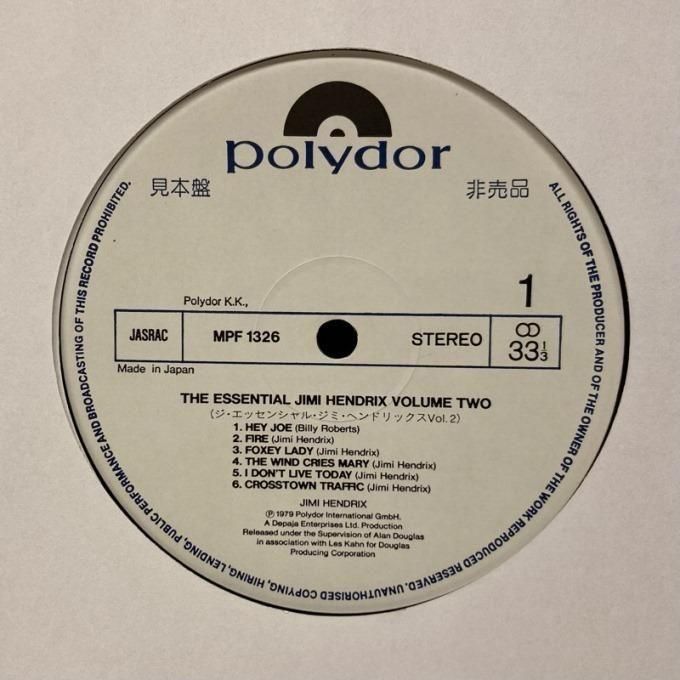 polydor
見本盤
非売品
1
Polydor K.K.,
JASRAC
MPF 1326
STEREO
33 1/3
Made in Japan
THE ESSENTIAL JIMI HENDRIX VOLUME TWO
(ジ・エッセンシャル・ジミ・ヘンドリックスVol.2)
1. HEY JOE (Billy Roberts)
2. FIRE (Jimi Hendrix)
3. FOXEY LADY (Jimi Hendrix)
4. THE WIND CRIES MARY (Jimi Hendrix)
5. I DON'T LIVE TODAY (Jimi Hendrix)
6. CROSSTOWN TRAFFIC (Jimi Hendrix)
JIMI HENDRIX
℗ 1979 Polydor International GmbH.
A Depaja Enterprises Ltd. Production
Released under the Supervision of Alan Douglas
in association with Les Kahn for Douglas
Producing Corporation
ALL RIGHTS OF THE PRODUCER AND OF THE OWNER OF THE WORK REPRODUCED RESERVED. UNAUTHORISED COPYING, HIRING, LENDING, PUBLIC PERFORMANCE AND BROADCASTING OF THIS RECORD PROHIBITED.